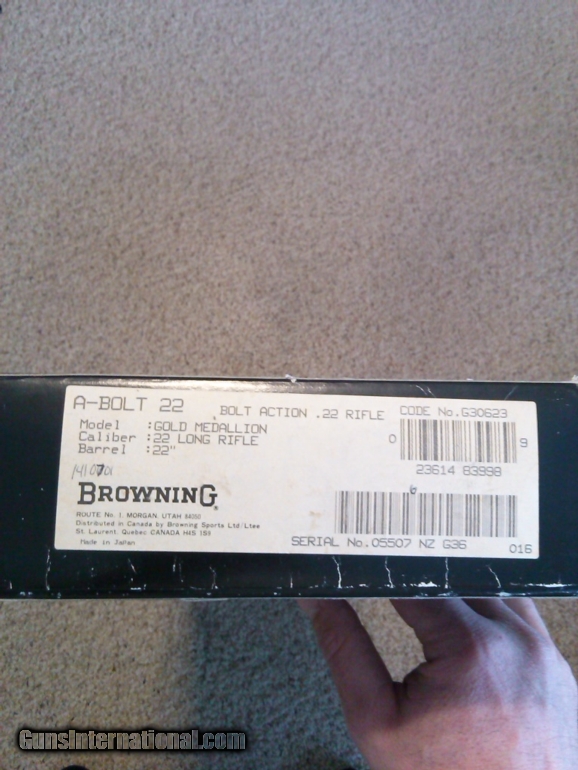 A-BOLT 22 BOLT ACTION .22 RIFLE CODE No.G30623
Model :GOLD MEDALLION
Caliber :22 LONG RIFLE
Barrel :22"
0 9
23614 83998
BROWNING®
ROUTE No. 1, MORGAN, UTAH 84050
Distributed in Canada by Browning Sports Ltd/Ltee
St. Laurent, Quebec CANADA H4S 1S9
Made in Japan
SERIAL No.05507 NZ G36 016
GunsInternational.com